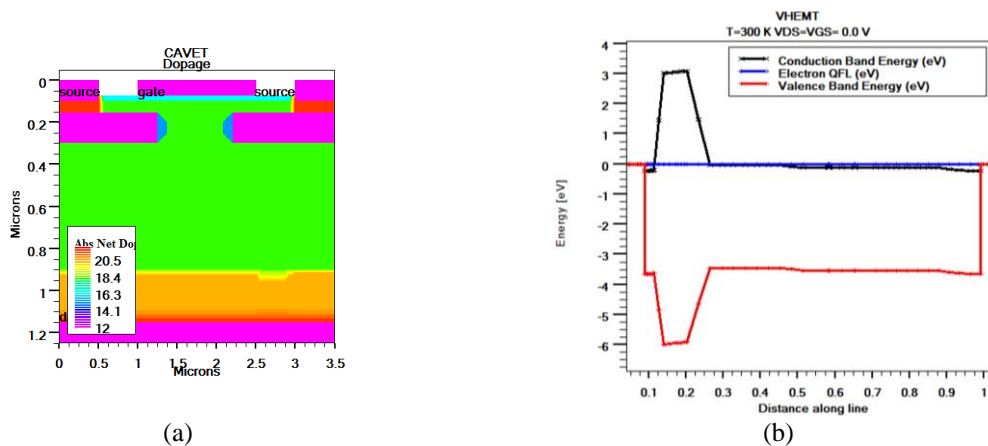 CAVET
Dopage
0
0.2
0.4
0.6
0.8
1
1.2
Microns
source
gate
source
Abs Net Dop
20.5
18.4
16.3
14.1
12
d
0
0.5
1
1.5
2
2.5
3
3.5
Microns
(a)
VHEMT
T=300 K VDS=VGS= 0.0 V
Conduction Band Energy (eV)
Electron QFL (eV)
Valence Band Energy (eV)
4
3
2
1
0
-1
-2
-3
-4
-5
-6
Energy [eV]
0.1
0.2
0.3
0.4
0.5
0.6
0.7
0.8
0.9
1
Distance along line
(b)